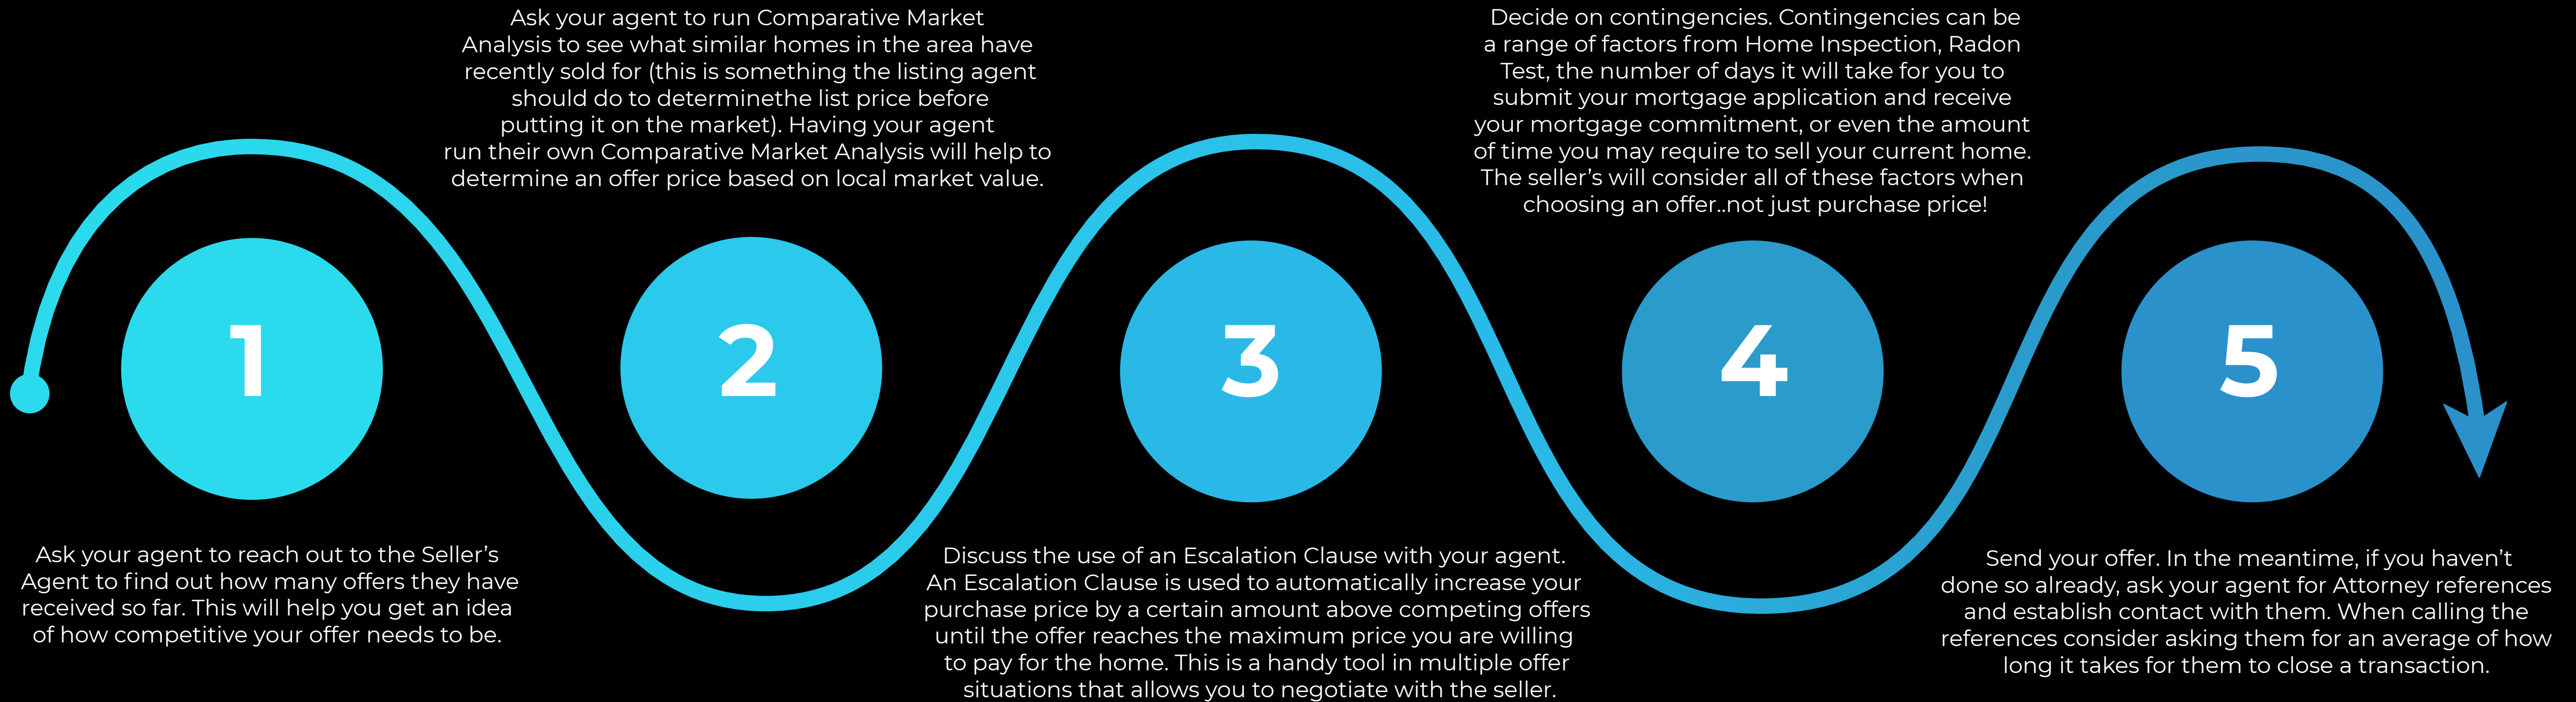 1
Ask your agent to reach out to the Seller’s
Agent to find out how many offers they have
received so far. This will help you get an idea
of how competitive your offer needs to be.
Ask your agent to run Comparative Market
Analysis to see what similar homes in the area have
recently sold for (this is something the listing agent
should do to determinethe list price before
putting it on the market). Having your agent
run their own Comparative Market Analysis will help to
determine an offer price based on local market value.
2
3
Discuss the use of an Escalation Clause with your agent.
An Escalation Clause is used to automatically increase your
purchase price by a certain amount above competing offers
until the offer reaches the maximum price you are willing
to pay for the home. This is a handy tool in multiple offer
situations that allows you to negotiate with the seller.
Decide on contingencies. Contingencies can be
a range of factors from Home Inspection, Radon
Test, the number of days it will take for you to
submit your mortgage application and receive
your mortgage commitment, or even the amount
of time you may require to sell your current home.
The seller’s will consider all of these factors when
choosing an offer..not just purchase price!
4
5
Send your offer. In the meantime, if you haven’t
done so already, ask your agent for Attorney references
and establish contact with them. When calling the
references consider asking them for an average of how
long it takes for them to close a transaction.